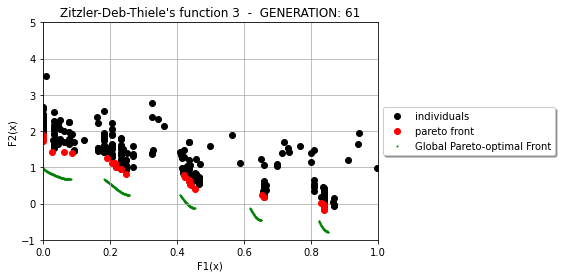 Zitzler-Deb-Thiele's function 3 - GENERATION: 61
5
4
3
2
1
0
-1
F2(x)
0.0 0.2 0.4 0.6 0.8 1.0
F1(x)
individuals
pareto front
Global Pareto-optimal Front